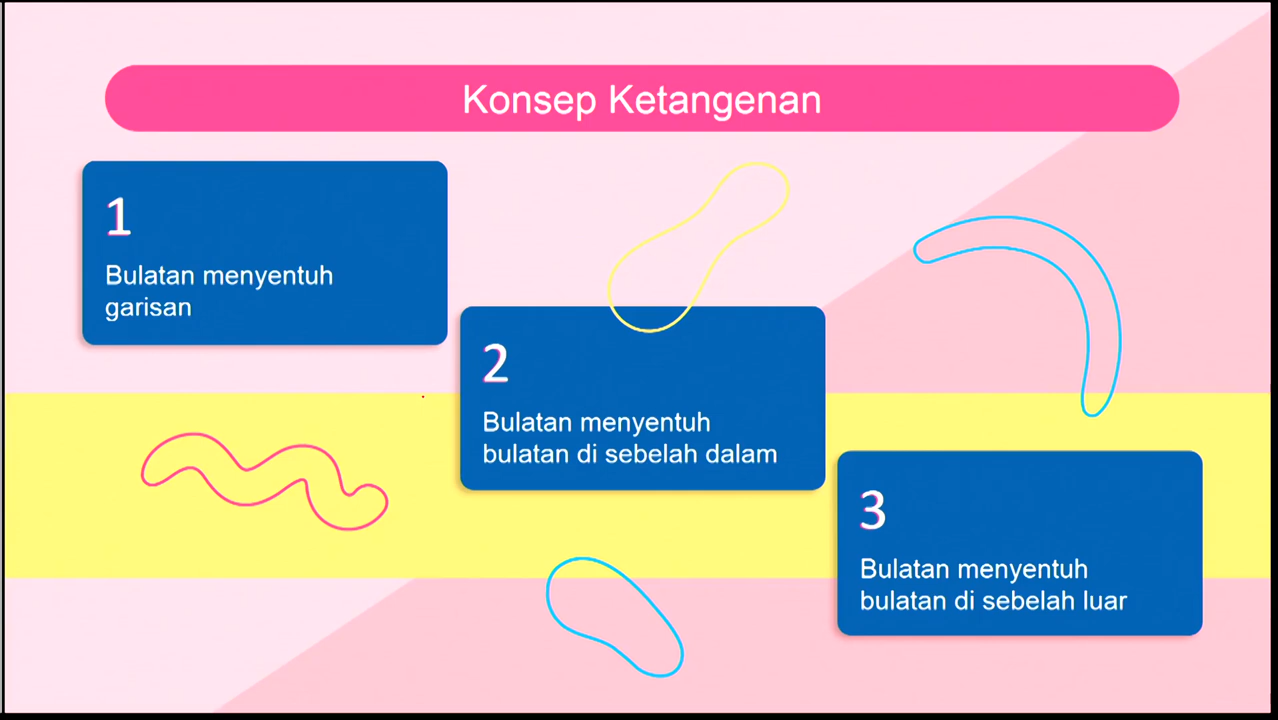 Konsep Ketangenan
1
Bulatan menyentuh
garisan
2
Bulatan menyentuh
bulatan di sebelah dalam
3
Bulatan menyentuh
bulatan di sebelah luar